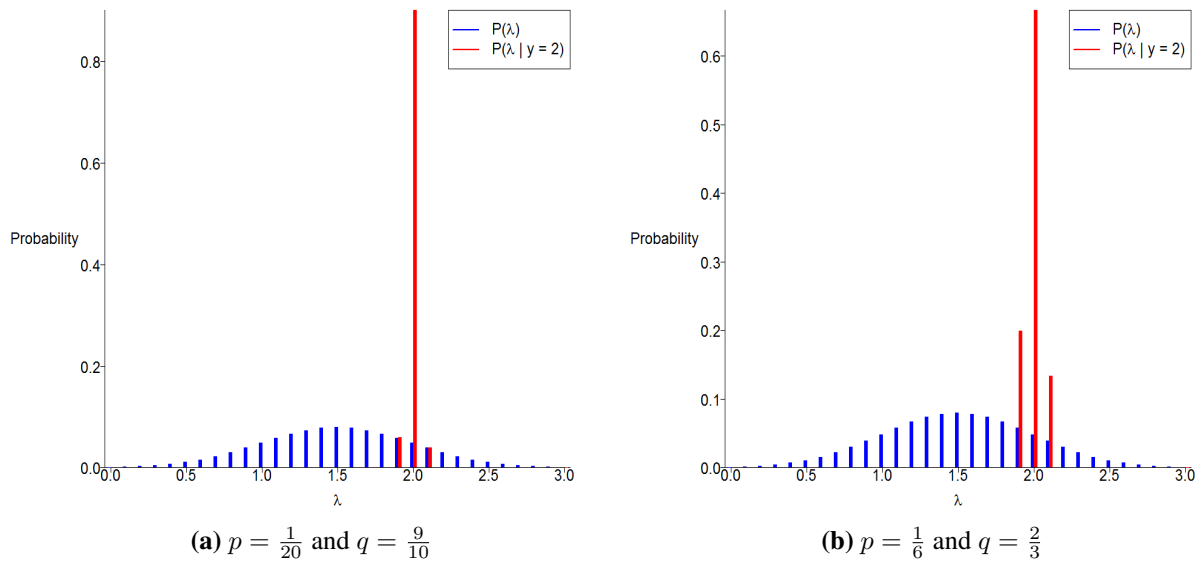 P(λ)
P(λ | y = 2)
0.8
0.6
0.4
0.2
0.0
Probability
0.0 0.5 1.0 1.5 2.0 2.5 3.0
λ
(a) p = 1/20 and q = 9/10
P(λ)
P(λ | y = 2)
0.6
0.5
0.4
0.3
0.2
0.1
0.0
Probability
0.0 0.5 1.0 1.5 2.0 2.5 3.0
λ
(b) p = 1/6 and q = 2/3